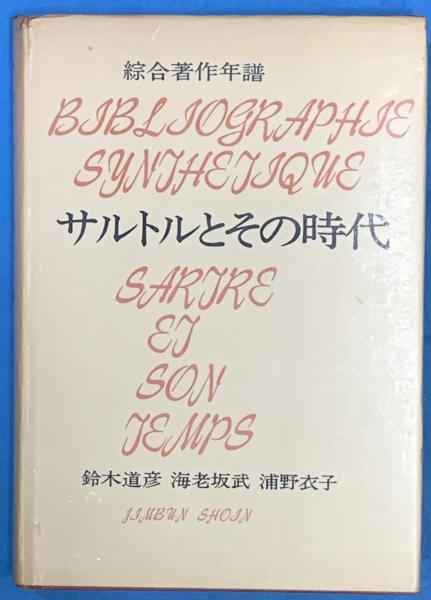 綜合著作年譜
BIBLIOGRAPHIE
SYNTHETIQUE
サルトルとその時代
SARTRE
ET
SON
TEMPS
鈴木道彦 海老坂武 浦野衣子
JIMBUN SHOIN